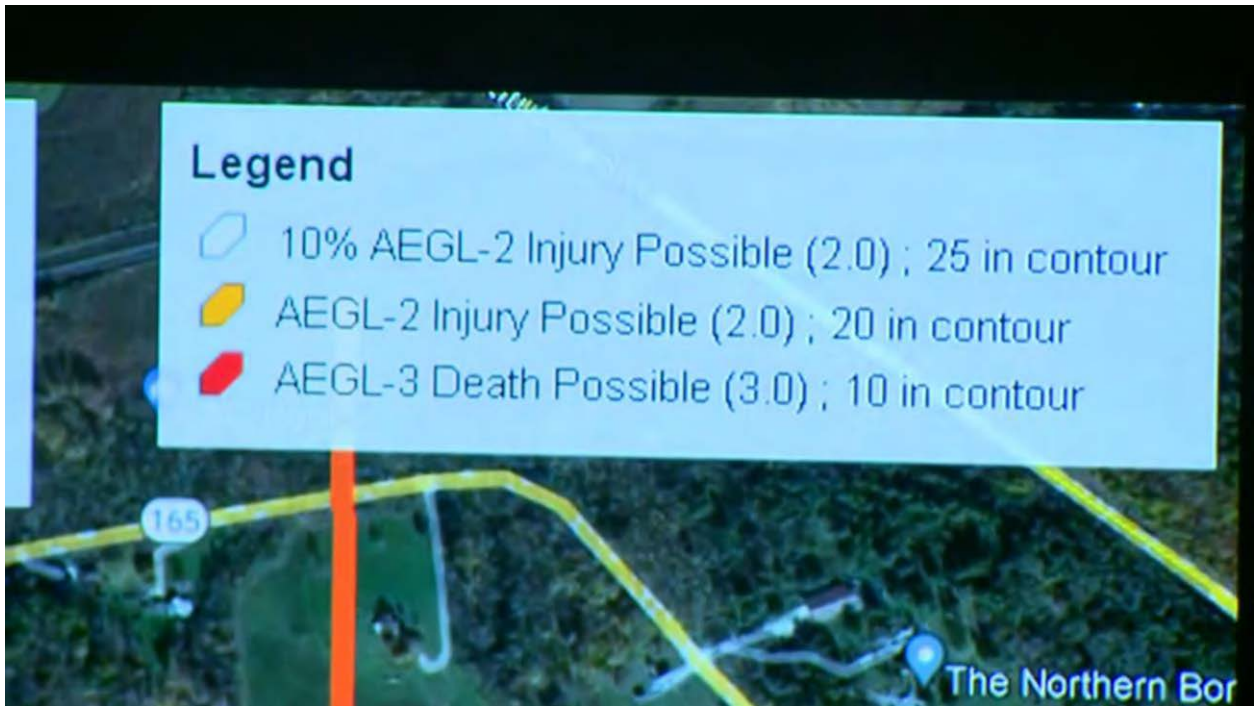 Legend
10% AEGL-2 Injury Possible (2.0) ; 25 in contour
AEGL-2 Injury Possible (2.0) ; 20 in contour
AEGL-3 Death Possible (3.0) ; 10 in contour
165
The Northern Bor